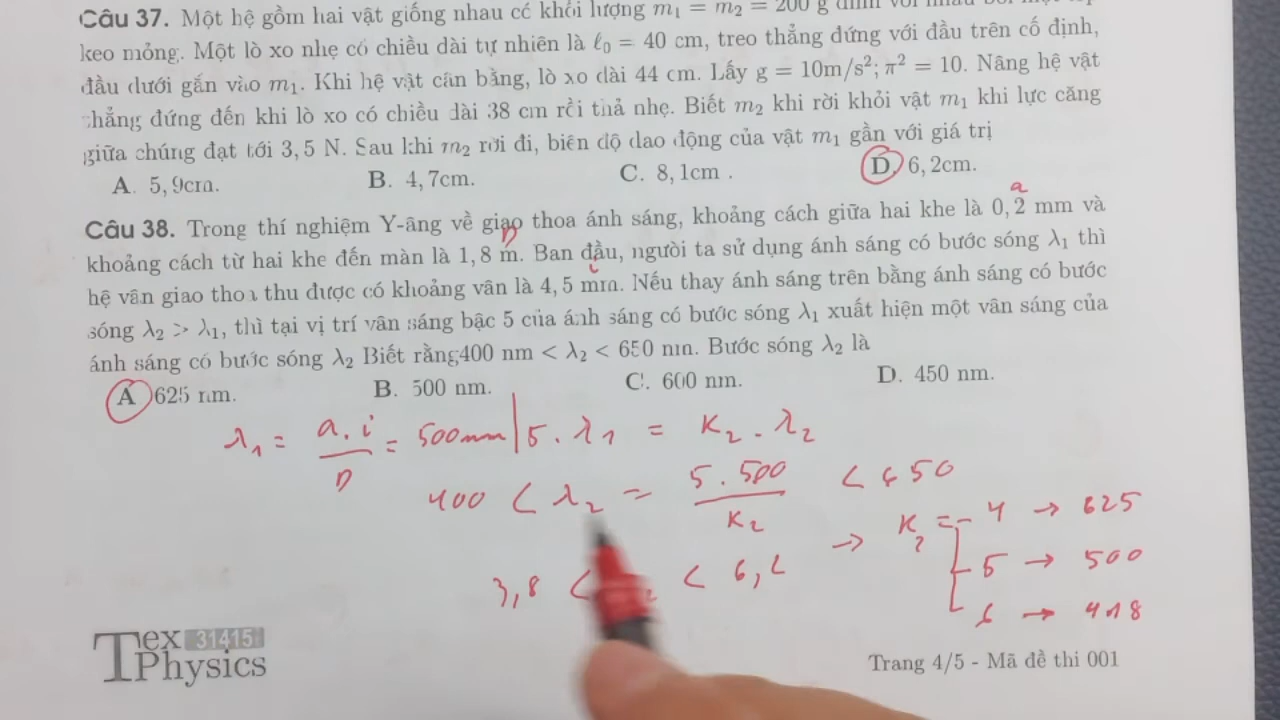 Câu 37. Một hệ gồm hai vật giống nhau có khối lượng m₁ = m₂ = 200 g dính với nhau bởi một lớp
keo mỏng. Một lò xo nhẹ có chiều dài tự nhiên là ℓ₀ = 40 cm, treo thẳng đứng với đầu trên cố định,
đầu dưới gắn vào m₁. Khi hệ vật cân bằng, lò xo dài 44 cm. Lấy g = 10m/s²; π² = 10. Nâng hệ vật
thẳng đứng đến khi lò xo có chiều dài 38 cm rồi thả nhẹ. Biết m₂ khi rời khỏi vật m₁ khi lực căng
giữa chúng đạt tới 3,5 N. Sau khi m₂ rời đi, biên độ dao động của vật m₁ gần với giá trị
A. 5,9cm. B. 4,7cm. C. 8,1cm . D. 6,2cm.
a
Câu 38. Trong thí nghiệm Y-âng về giao thoa ánh sáng, khoảng cách giữa hai khe là 0,2 mm và
D
khoảng cách từ hai khe đến màn là 1,8 m. Ban đầu, người ta sử dụng ánh sáng có bước sóng λ₁ thì
i
hệ vân giao thoa thu được có khoảng vân là 4,5 mm. Nếu thay ánh sáng trên bằng ánh sáng có bước
sóng λ₂ > λ₁, thì tại vị trí vân sáng bậc 5 của ánh sáng có bước sóng λ₁ xuất hiện một vân sáng của
ánh sáng có bước sóng λ₂ Biết rằng400 nm < λ₂ < 650 nm. Bước sóng λ₂ là
A 625 nm. B. 500 nm. C. 600 nm. D. 450 nm.
λ₁ = a.i / D = 500nm | 5.λ₁ = K₂.λ₂
400 < λ₂ = 5.500 / K₂ < 650
→ K₂ = 4 → 625
3,8 < < 6,2
5 → 500
6 → 418
Tex 31415
Physics
Trang 4/5 - Mã đề thi 001